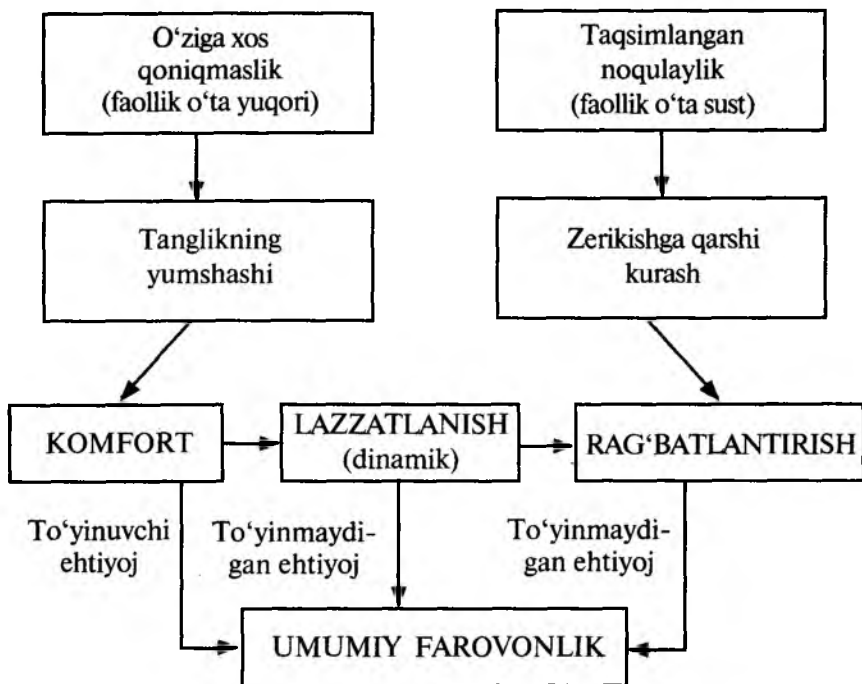 O‘ziga xos
qoniqmaslik
(faollik o‘ta yuqori)
Taqsimlangan
noqulaylik
(faollik o‘ta sust)
Tanglikning
yumshashi
Zerikishga qarshi
kurash
KOMFORT
LAZZATLANISH
(dinamik)
RAG‘BATLANTIRISH
To‘yinuvchi
ehtiyoj
To‘yinmaydi-
gan ehtiyoj
To‘yinmaydi-
gan ehtiyoj
UMUMIY FAROVONLIK